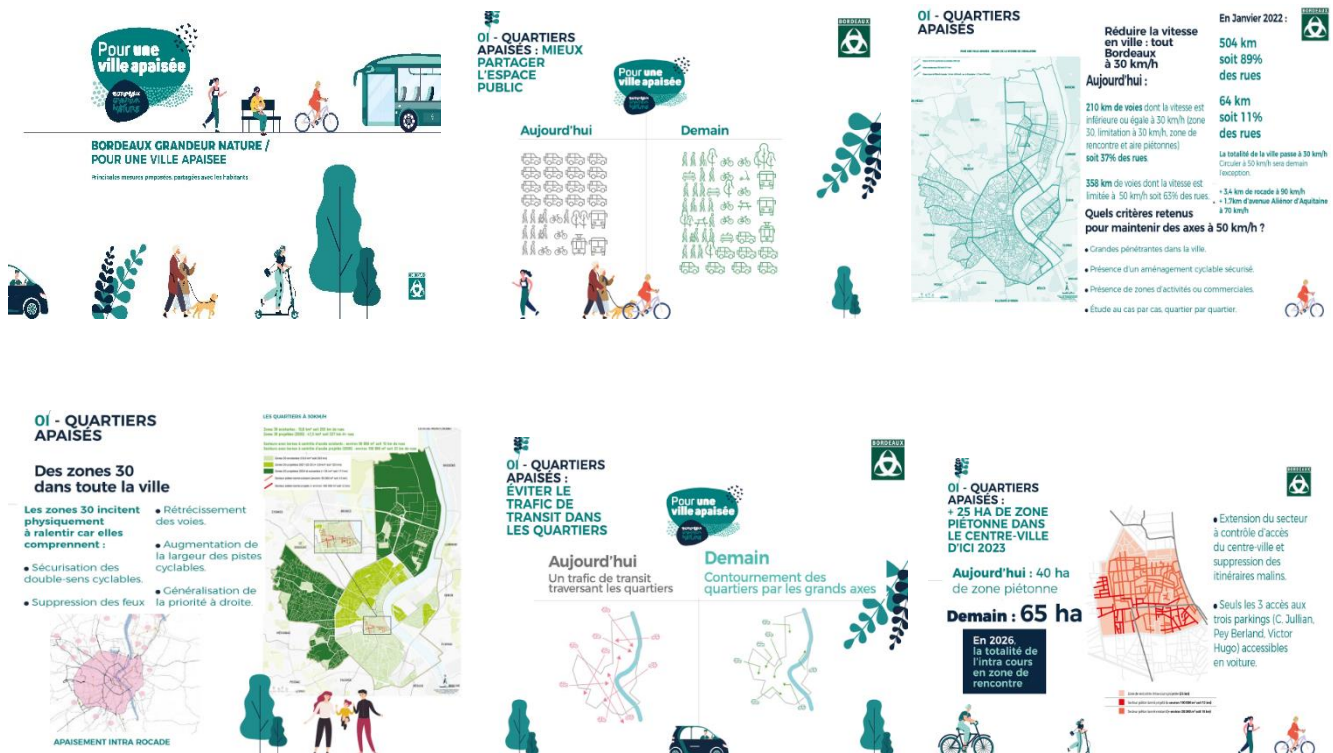 Pour une
ville apaisée
BORDEAUX GRANDEUR NATURE /
POUR UNE VILLE APAISEE
Principales mesures proposées, partagées avec les habitants
01 - QUARTIERS
APAISÉS : MIEUX
PARTAGER
L'ESPACE
PUBLIC
Pour une
ville apaisée
Aujourd'hui
Demain
BORDEAUX
01 - QUARTIERS
APAISÉS
Réduire la vitesse
en ville : tout
Bordeaux
à 30 km/h
Aujourd'hui :
210 km de voies dont la vitesse est
inférieure ou égale à 30 km/h (zone
30, limitation à 30 km/h, zone de
rencontre et aire piétonnes)
soit 37% des rues
358 km de voies dont la vitesse est
limitée à 50 km/h soit 63% des rues.
En Janvier 2022 :
504 km
soit 89%
des rues
64 km
soit 11%
des rues
La totalité de la ville passe à 30 km/h
Circuler à 50 km/h sera demain
l'exception.
+ 3.4 km de rocade à 90 km/h
+ 1.7km d'avenue Aliénor d'Aquitaine
à 70 km/h
Quels critères retenus
pour maintenir des axes à 50 km/h ?
• Grandes pénétrantes dans la ville.
• Présence d'un aménagement cyclable sécurisé.
• Présence de zones d'activités ou commerciales.
• Étude au cas par cas, quartier par quartier.
BORDEAUX
01 - QUARTIERS
APAISÉS
Des zones 30
dans toute la ville
Les zones 30 incitent
physiquement
à ralentir car elles
comprennent :
• Sécurisation des
double-sens cyclables.
• Suppression des feux
• Rétrécissement
des voies.
• Augmentation de
la largeur des pistes
cyclables.
• Généralisation de
la priorité à droite.
APAISEMENT INTRA ROCADE
LES QUARTIERS À 30KM/H
01 - QUARTIERS
APAISÉS :
ÉVITER LE
TRAFIC DE
TRANSIT DANS
LES QUARTIERS
Pour une
ville apaisée
Aujourd'hui
Un trafic de transit
traversant les quartiers
Demain
Contournement des
quartiers par les grands axes
BORDEAUX
01 - QUARTIERS
APAISÉS :
+ 25 HA DE ZONE
PIÉTONNE DANS
LE CENTRE-VILLE
D'ICI 2023
Aujourd'hui : 40 ha
de zone piétonne
Demain : 65 ha
En 2026,
la totalité de
l'intra cours
en zone de
rencontre
• Extension du secteur
à contrôle d'accès
du centre-ville et
suppression des
itinéraires malins.
• Seuls les 3 accès aux
trois parkings (C. Jullian,
Pey Berland, Victor
Hugo) accessibles
en voiture.
BORDEAUX